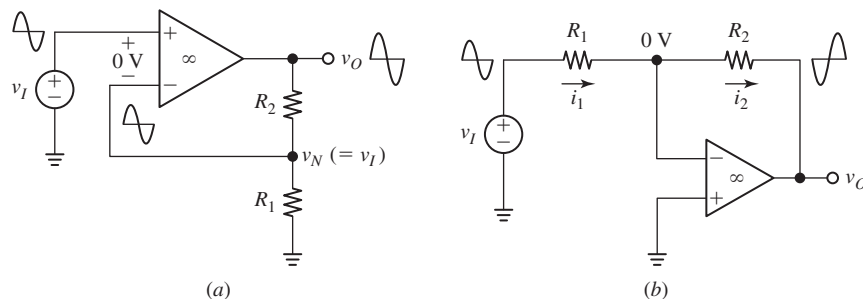 v_I
+
0 V
−
+
−
∞
v_O
R_2
v_N (= v_I)
R_1
(a)
v_I
R_1
i_1
0 V
R_2
i_2
−
+
∞
v_O
(b)